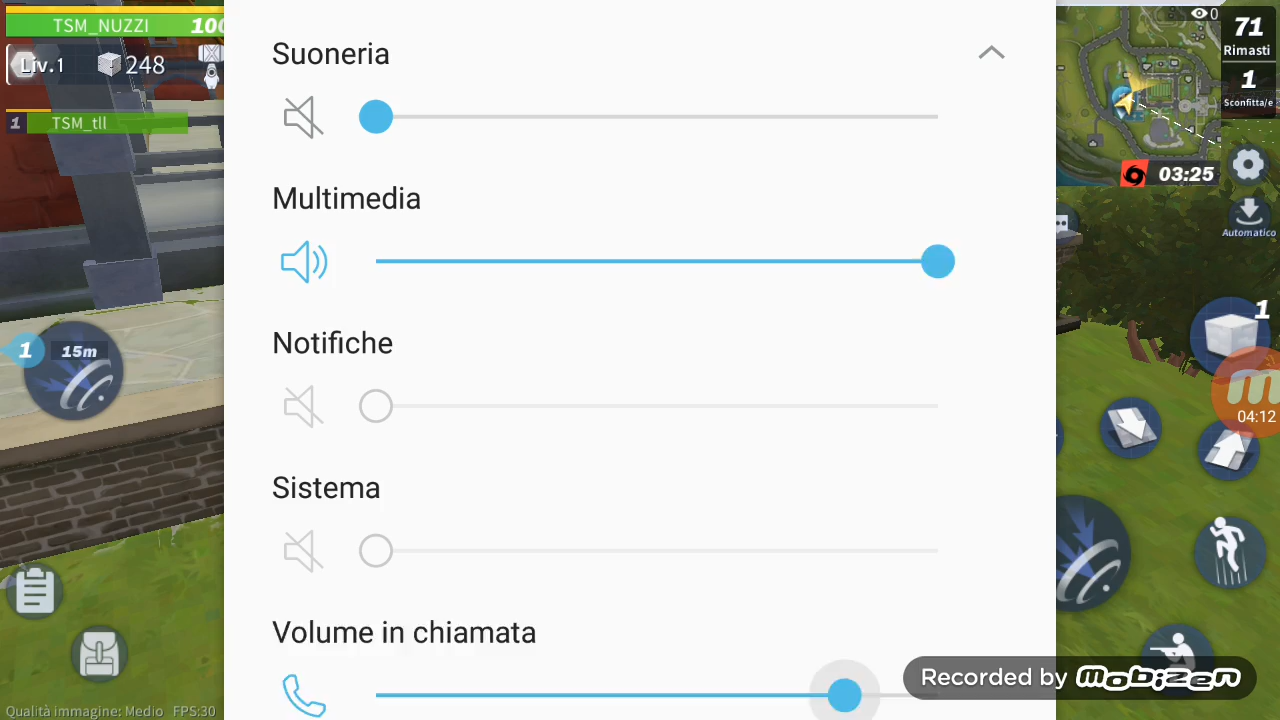 TSM_NUZZI
100
Liv.1
248
1
TSM_tll
1
15m
Qualità immagine: Medio FPS:30
Suoneria
Multimedia
Notifiche
Sistema
Volume in chiamata
0
71
Rimasti
1
Sconfitta/e
03:25
Automatico
1
04:12
Recorded by mobizen